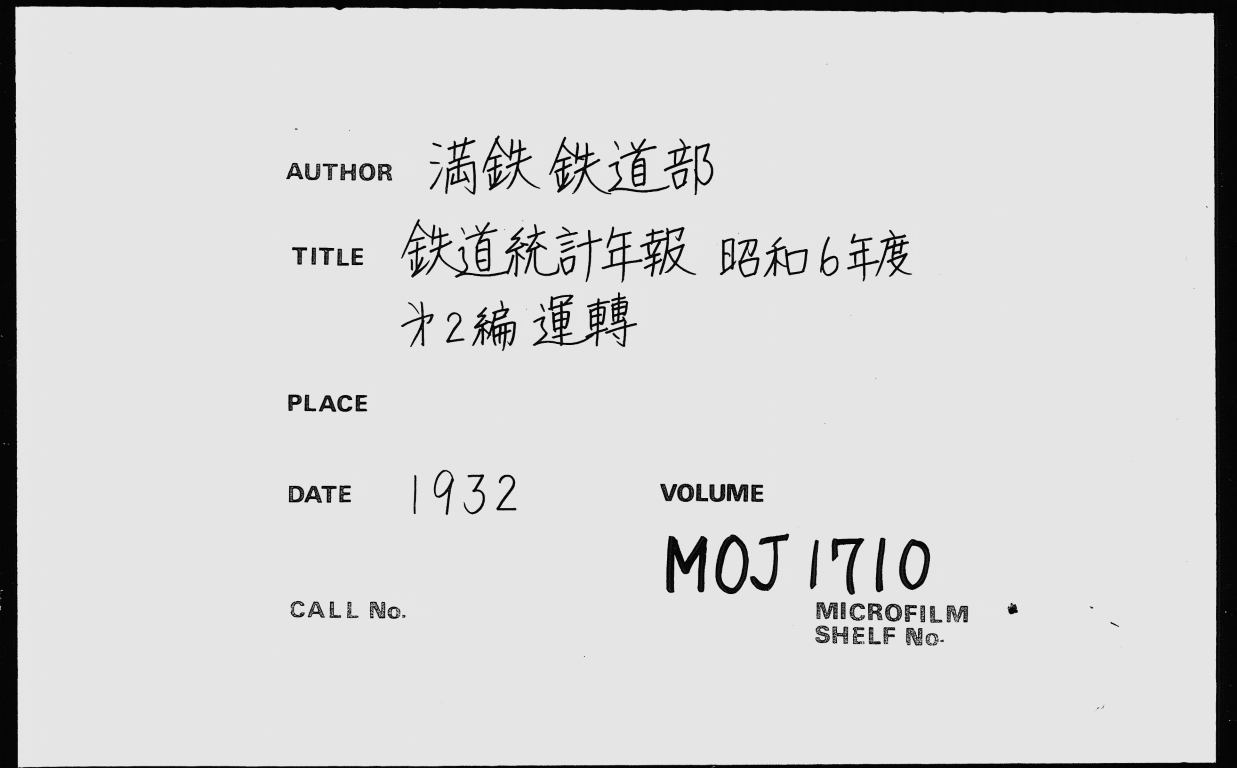 AUTHOR 満鉄 鉄道部
TITLE 鉄道統計年報 昭和6年度
才2編 運轉
PLACE
DATE 1932 VOLUME
MOJ 1710
CALL No. MICROFILM
SHELF No.